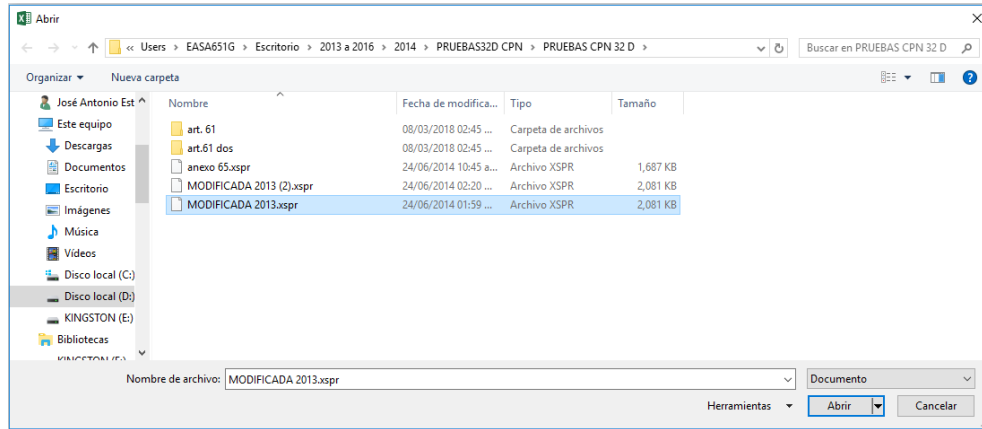 Abrir
« Users > EASA651G > Escritorio > 2013 a 2016 > 2014 > PRUEBAS32D CPN > PRUEBAS CPN 32 D >
Buscar en PRUEBAS CPN 32 D
Organizar Nueva carpeta
José Antonio Est
Este equipo
Descargas
Documentos
Escritorio
Imágenes
Música
Vídeos
Disco local (C:)
Disco local (D:)
KINGSTON (E:)
Bibliotecas
Nombre Fecha de modifica... Tipo Tamaño
art. 61 08/03/2018 02:45 ... Carpeta de archivos
art.61 dos 08/03/2018 02:45 ... Carpeta de archivos
anexo 65.xspr 24/06/2014 10:45 a... Archivo XSPR 1,687 KB
MODIFICADA 2013 (2).xspr 24/06/2014 02:20 ... Archivo XSPR 2,081 KB
MODIFICADA 2013.xspr 24/06/2014 01:59 ... Archivo XSPR 2,081 KB
Nombre de archivo: MODIFICADA 2013.xspr
Documento
Herramientas Abrir Cancelar